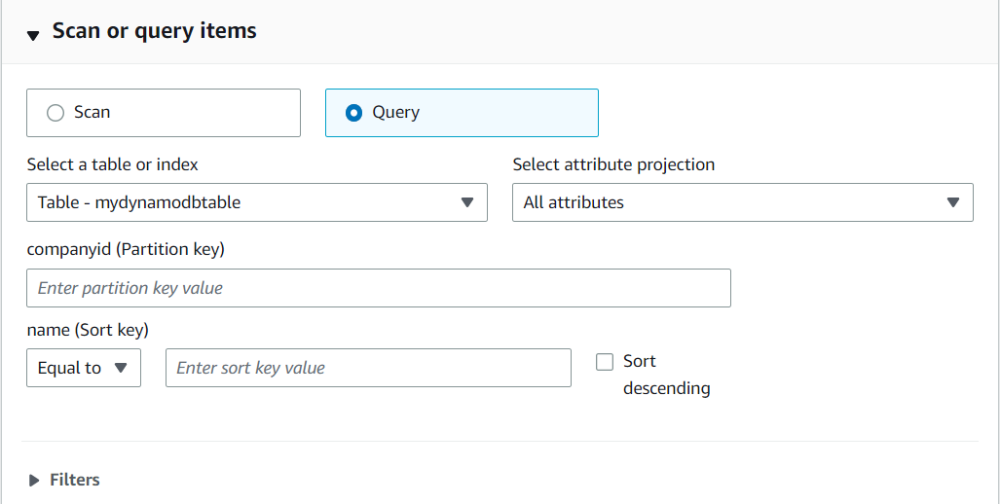 Scan or query items
Scan
Query
Select a table or index
Select attribute projection
Table - mydynamodbtable
All attributes
companyid (Partition key)
Enter partition key value
name (Sort key)
Equal to
Enter sort key value
Sort
descending
Filters